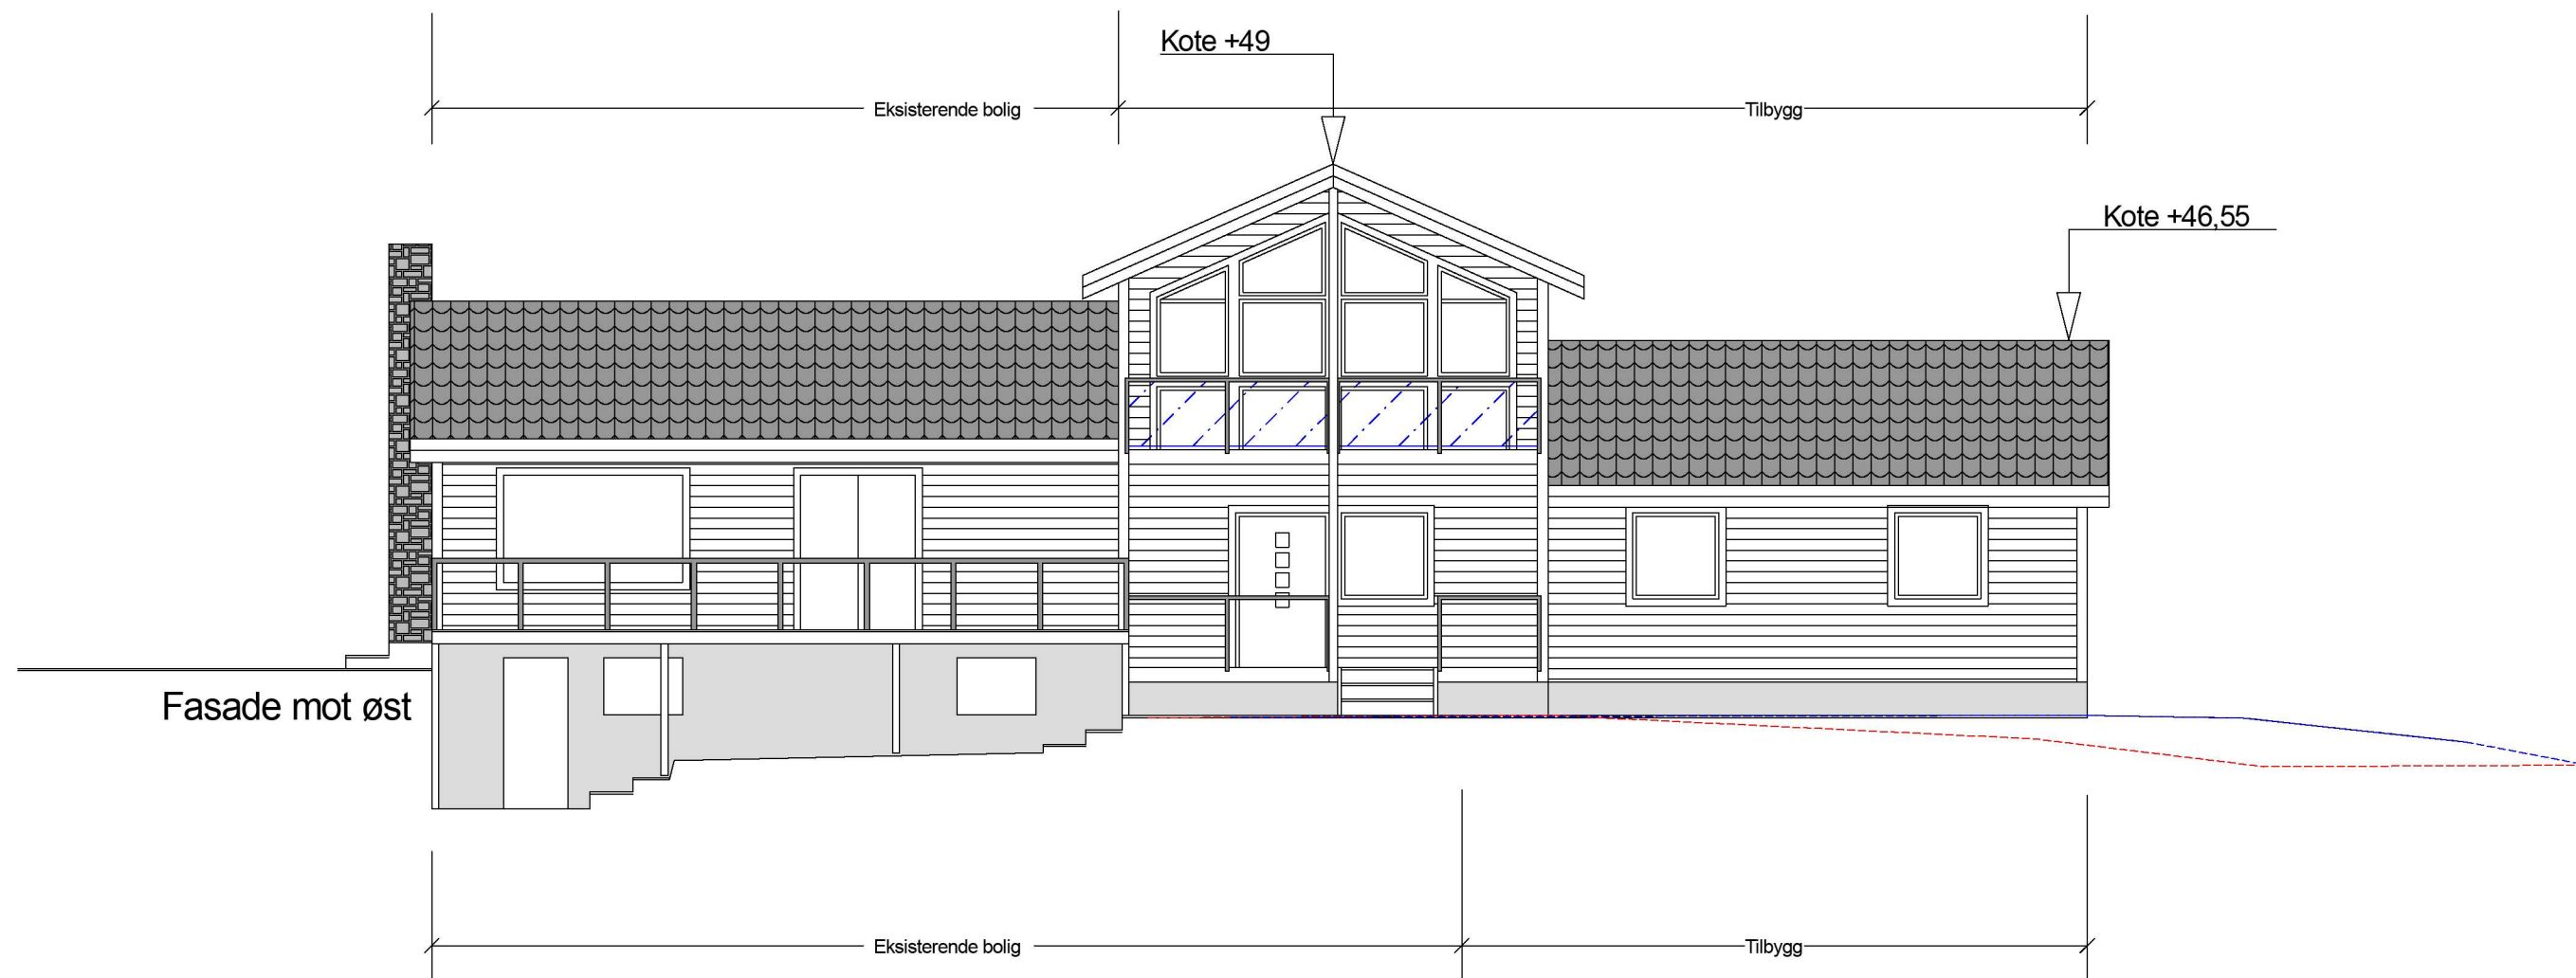 Kote +49
Eksisterende bolig
Tilbygg
Kote +46,55
Fasade mot øst
Eksisterende bolig
Tilbygg